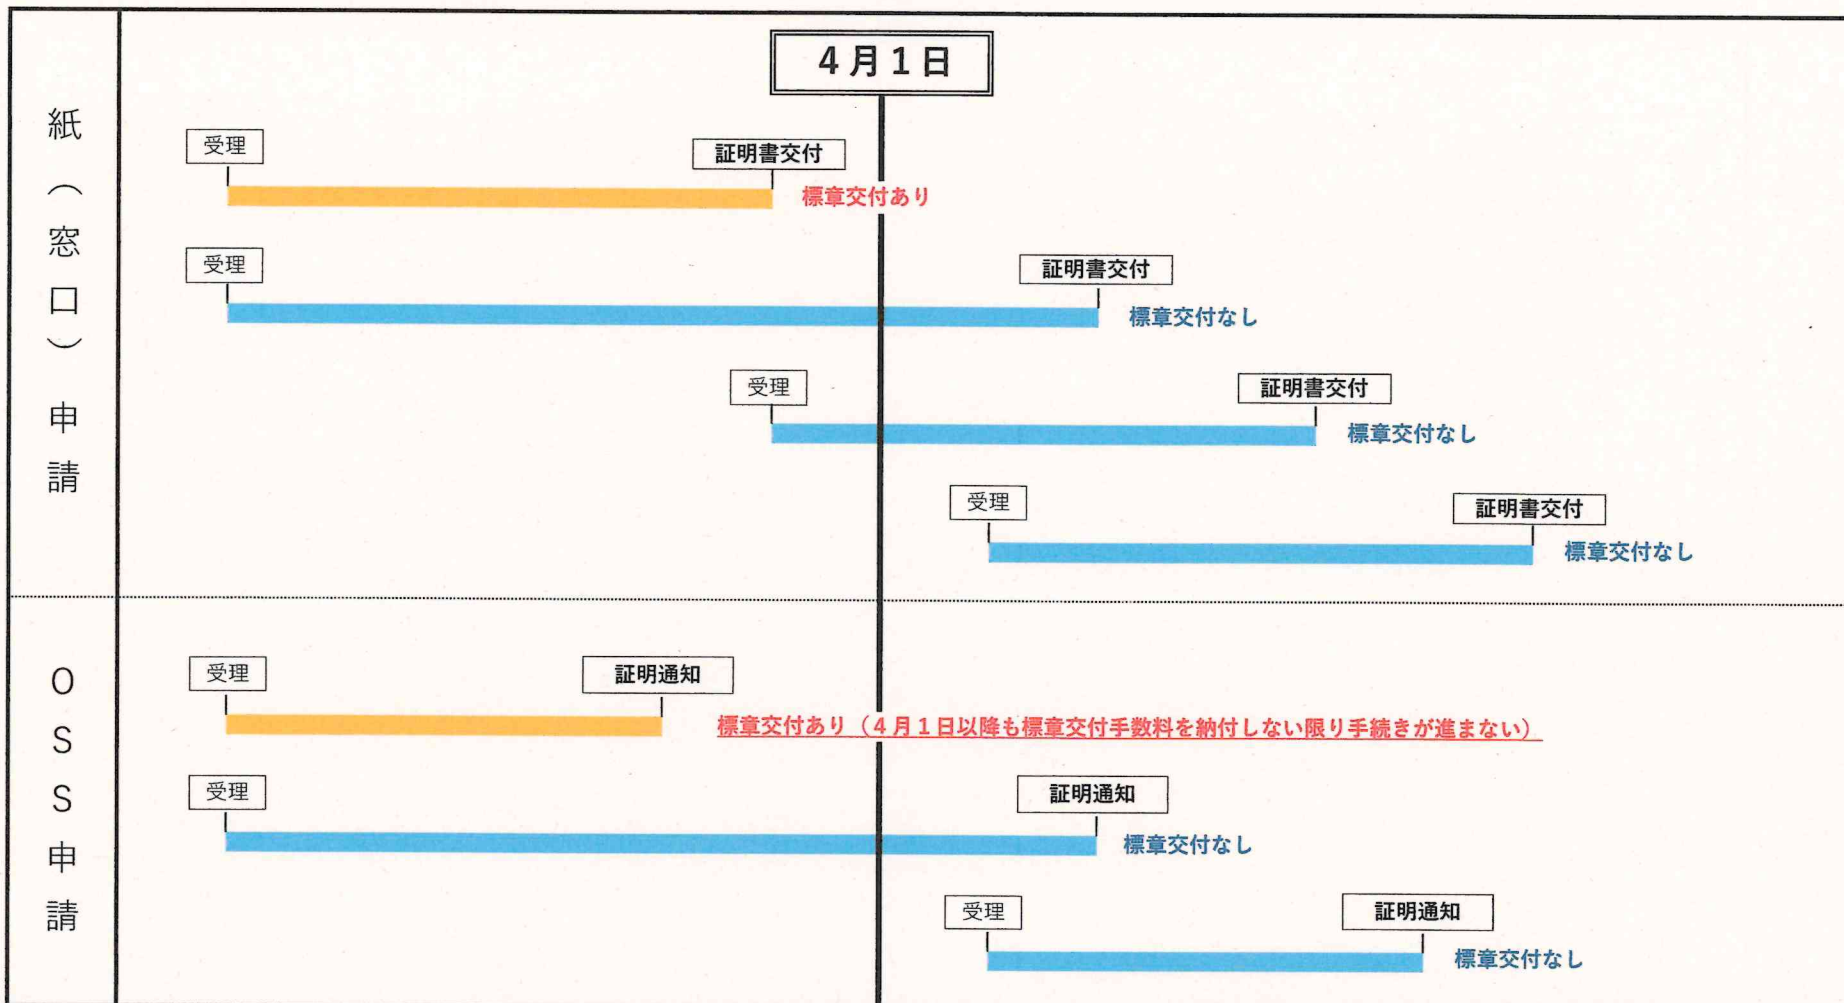 4月1日
紙（窓口）申請
受理
証明書交付
標章交付あり
受理
証明書交付
標章交付なし
受理
証明書交付
標章交付なし
受理
証明書交付
標章交付なし
OSS申請
受理
証明通知
標章交付あり（4月1日以降も標章交付手数料を納付しない限り手続きが進まない）
受理
証明通知
標章交付なし
受理
証明通知
標章交付なし